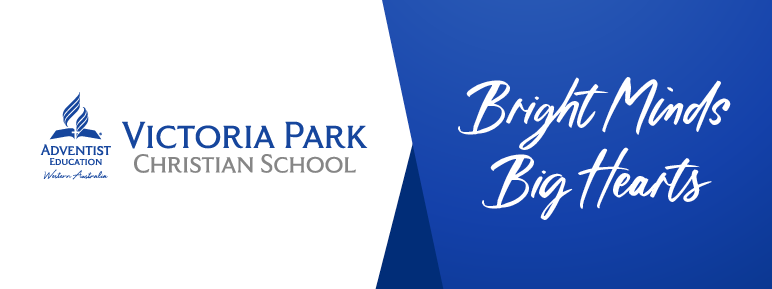 ADVENTIST
EDUCATION
Western Australia
VICTORIA PARK
CHRISTIAN SCHOOL
Bright Minds
Big Hearts